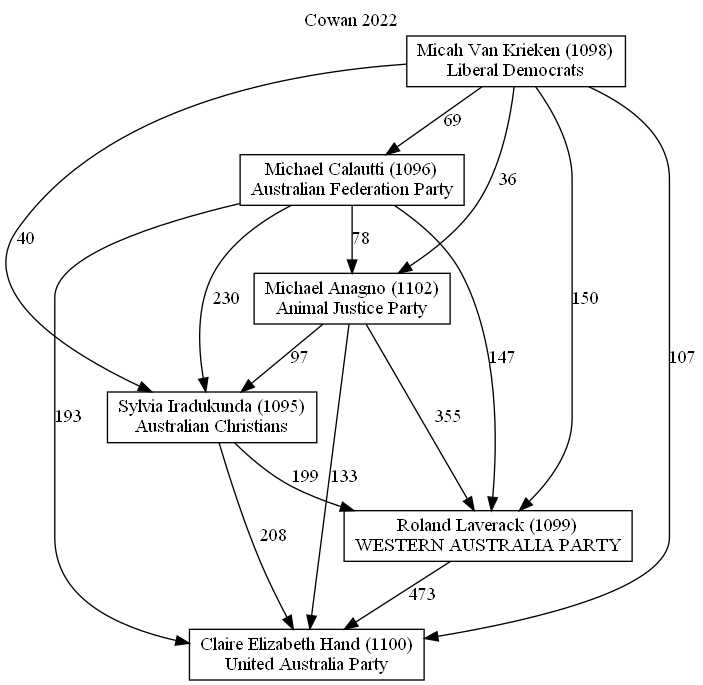 Cowan 2022
Micah Van Krieken (1098)
Liberal Democrats
69
Michael Calautti (1096)
Australian Federation Party
36
40
78
230
150
Michael Anagno (1102)
Animal Justice Party
147
107
97
Sylvia Iradukunda (1095)
Australian Christians
193
355
199
133
Roland Laverack (1099)
WESTERN AUSTRALIA PARTY
208
473
Claire Elizabeth Hand (1100)
United Australia Party